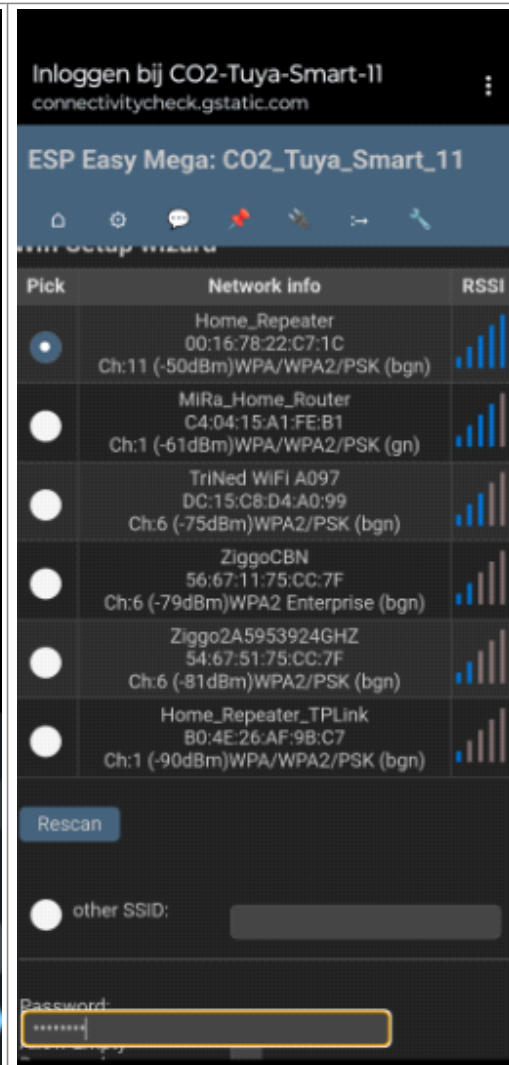 Inloggen bij CO2-Tuya-Smart-11
connectivitycheck.gstatic.com
ESP Easy Mega: CO2_Tuya_Smart_11
Wifi Setup wizard
Pick Network info RSSI
Home_Repeater
00:16:78:22:C7:1C
Ch:11 (-50dBm)WPA/WPA2/PSK (bgn)
MiRa_Home_Router
C4:04:15:A1:FE:B1
Ch:1 (-61dBm)WPA/WPA2/PSK (gn)
TriNed WiFi A097
DC:15:C8:D4:A0:99
Ch:6 (-75dBm)WPA2/PSK (bgn)
ZiggoCBN
56:67:11:75:CC:7F
Ch:6 (-79dBm)WPA2 Enterprise (bgn)
Ziggo2A5953924GHZ
54:67:51:75:CC:7F
Ch:6 (-81dBm)WPA2/PSK (bgn)
Home_Repeater_TPLink
B0:4E:26:AF:9B:C7
Ch:1 (-90dBm)WPA/WPA2/PSK (bgn)
Rescan
other SSID:
Password:
••••••••